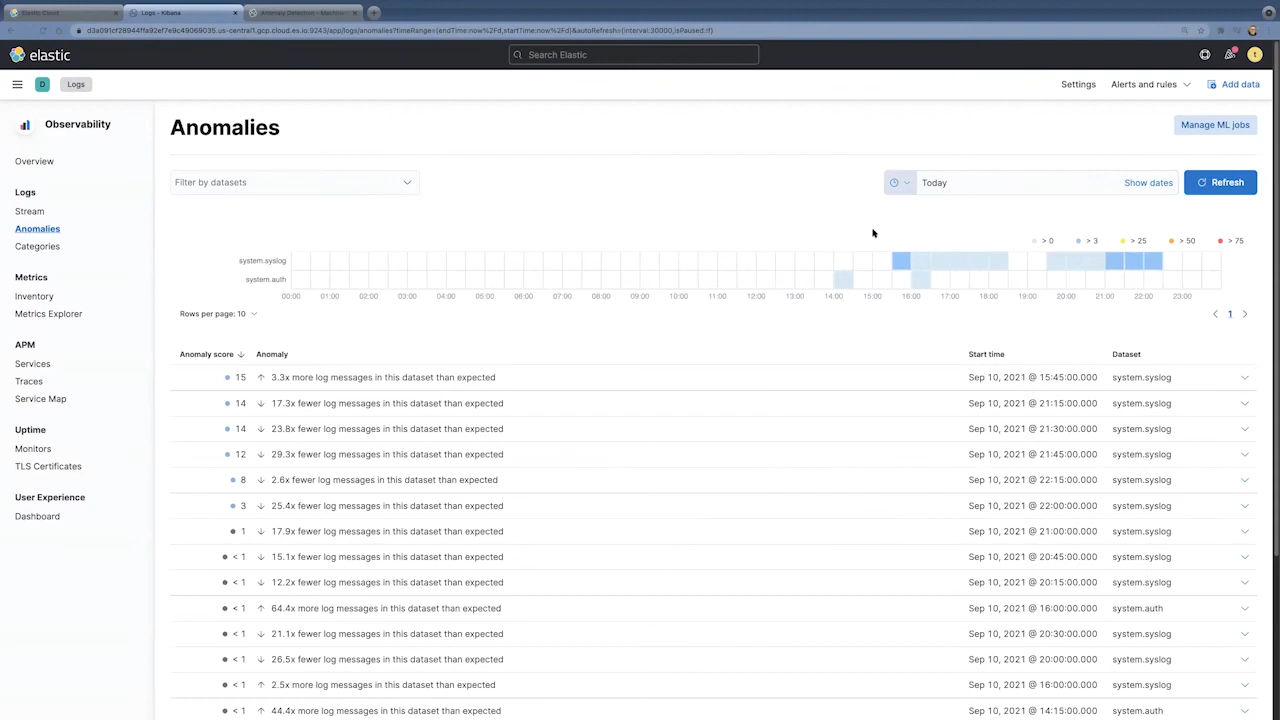 Elastic Cloud
Logs - Kibana
Anomaly Detection - Machine
d3a091cf28944ffa92ef7e9c49069035.us-central1.gcp.cloud.es.io:9243/app/logs/anomalies?timeRange=(endTime:now%2Fd,startTime:now%2Fd)&autoRefresh=(interval:30000,isPaused:!f)
elastic
Search Elastic
t
D
Logs
Settings
Alerts and rules
Add data
Observability
Overview
Logs
Stream
Anomalies
Categories
Metrics
Inventory
Metrics Explorer
APM
Services
Traces
Service Map
Uptime
Monitors
TLS Certificates
User Experience
Dashboard
Anomalies
Manage ML jobs
Filter by datasets
Today
Show dates
Refresh
> 0 > 3 > 25 > 50 > 75
system.syslog
system.auth
00:00 01:00 02:00 03:00 04:00 05:00 06:00 07:00 08:00 09:00 10:00 11:00 12:00 13:00 14:00 15:00 16:00 17:00 18:00 19:00 20:00 21:00 22:00 23:00
Rows per page: 10
1
Anomaly score Anomaly Start time Dataset
15 3.3x more log messages in this dataset than expected Sep 10, 2021 @ 15:45:00.000 system.syslog
14 17.3x fewer log messages in this dataset than expected Sep 10, 2021 @ 21:15:00.000 system.syslog
14 23.8x fewer log messages in this dataset than expected Sep 10, 2021 @ 21:30:00.000 system.syslog
12 29.3x fewer log messages in this dataset than expected Sep 10, 2021 @ 21:45:00.000 system.syslog
8 2.6x fewer log messages in this dataset than expected Sep 10, 2021 @ 22:15:00.000 system.syslog
3 25.4x fewer log messages in this dataset than expected Sep 10, 2021 @ 22:00:00.000 system.syslog
1 17.9x fewer log messages in this dataset than expected Sep 10, 2021 @ 21:00:00.000 system.syslog
< 1 15.1x fewer log messages in this dataset than expected Sep 10, 2021 @ 20:45:00.000 system.syslog
< 1 12.2x fewer log messages in this dataset than expected Sep 10, 2021 @ 20:15:00.000 system.syslog
< 1 64.4x more log messages in this dataset than expected Sep 10, 2021 @ 16:00:00.000 system.auth
< 1 21.1x fewer log messages in this dataset than expected Sep 10, 2021 @ 20:30:00.000 system.syslog
< 1 26.5x fewer log messages in this dataset than expected Sep 10, 2021 @ 20:00:00.000 system.syslog
< 1 2.5x more log messages in this dataset than expected Sep 10, 2021 @ 16:00:00.000 system.syslog
< 1 44.4x more log messages in this dataset than expected Sep 10, 2021 @ 14:15:00.000 system.auth